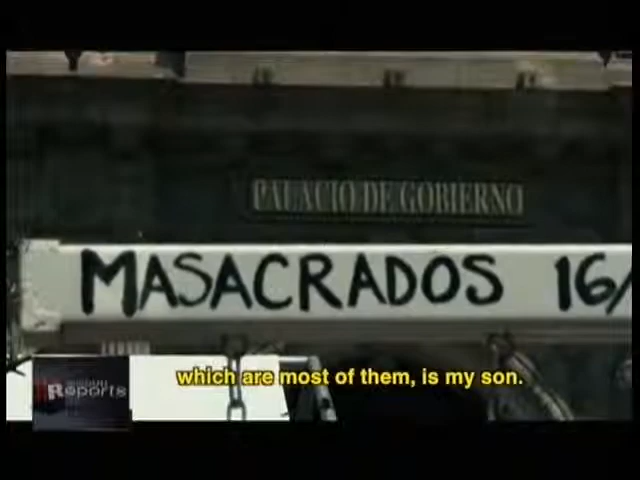 PALACIO DE GOBIERNO
MASACRADOS 16/
which are most of them, is my son.
Reports